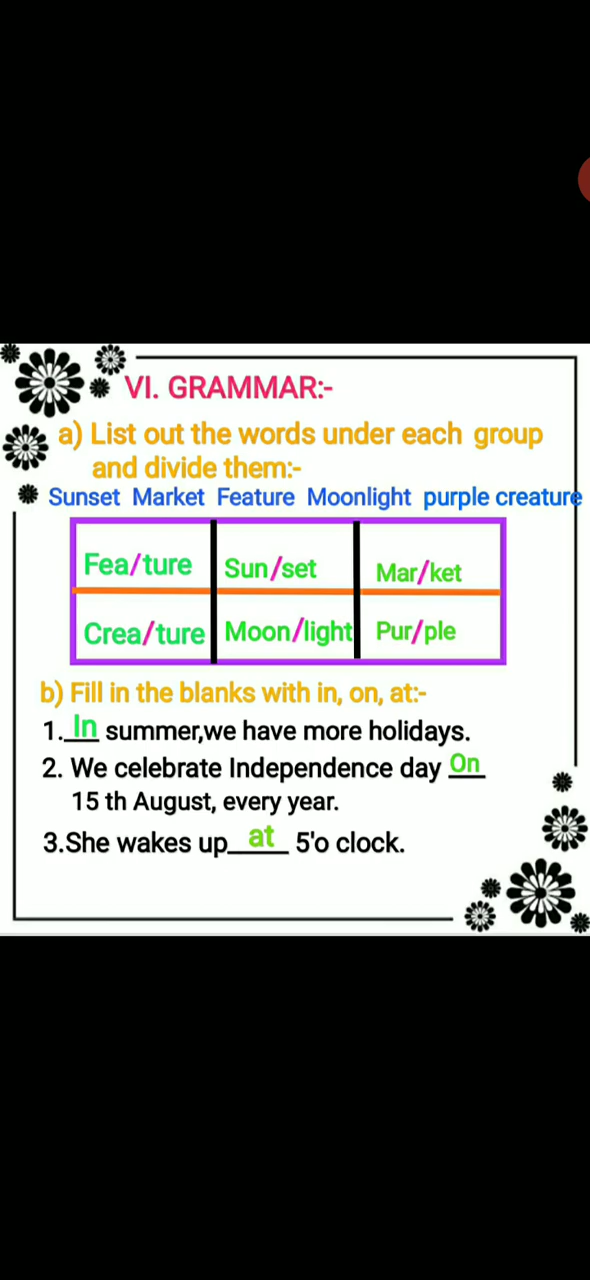 VI. GRAMMAR:-
a) List out the words under each group
and divide them:-
Sunset Market Feature Moonlight purple creature
Fea/ture Sun/set Mar/ket
Crea/ture Moon/light Pur/ple
b) Fill in the blanks with in, on, at:-
1. In summer,we have more holidays.
2. We celebrate Independence day On
15 th August, every year.
3.She wakes up at 5'o clock.